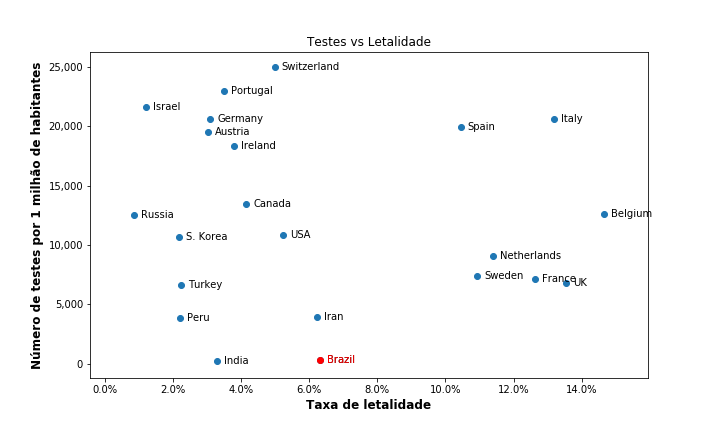 Testes vs Letalidade
Número de testes por 1 milhão de habitantes
25,000
20,000
15,000
10,000
5,000
0
Switzerland
Portugal
Israel
Germany
Italy
Austria
Spain
Ireland
Canada
Russia
Belgium
S. Korea
USA
Netherlands
Sweden
France
UK
Turkey
Peru
Iran
India
Brazil
0.0% 2.0% 4.0% 6.0% 8.0% 10.0% 12.0% 14.0%
Taxa de letalidade